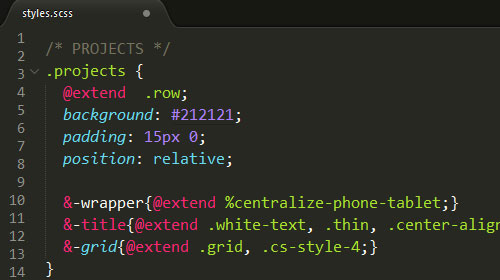 styles.scss
1
2 /* PROJECTS */
3 .projects {
4 @extend .row;
5 background: #212121;
6 padding: 15px 0;
7 position: relative;
8
9
10 &-wrapper{@extend %centralize-phone-tablet;}
11 &-title{@extend .white-text, .thin, .center-align
12 &-grid{@extend .grid, .cs-style-4;}
13 }
14